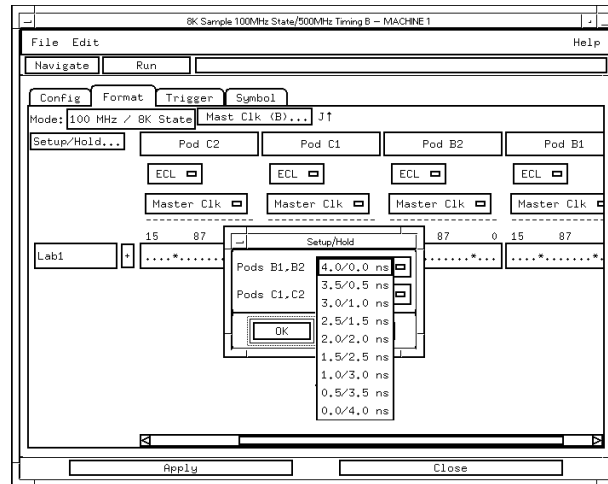 8K Sample 100MHz State/500MHz Timing B – MACHINE 1
File Edit Help
Navigate Run
Config Format Trigger Symbol
Mode: 100 MHz / 8K State Mast Clk (B)... J↑
Setup/Hold... Pod C2 Pod C1 Pod B2 Pod B1
ECL ECL ECL ECL
Master Clk Master Clk Master Clk Master Clk
15 87 87 0 15 87
Lab1 + ....*...... ......*... ....*......*.
Setup/Hold
Pods B1,B2 4.0/0.0 ns
3.5/0.5 ns
Pods C1,C2 3.0/1.0 ns
2.5/1.5 ns
OK 2.0/2.0 ns
1.5/2.5 ns
1.0/3.0 ns
0.5/3.5 ns
0.0/4.0 ns
Apply Close